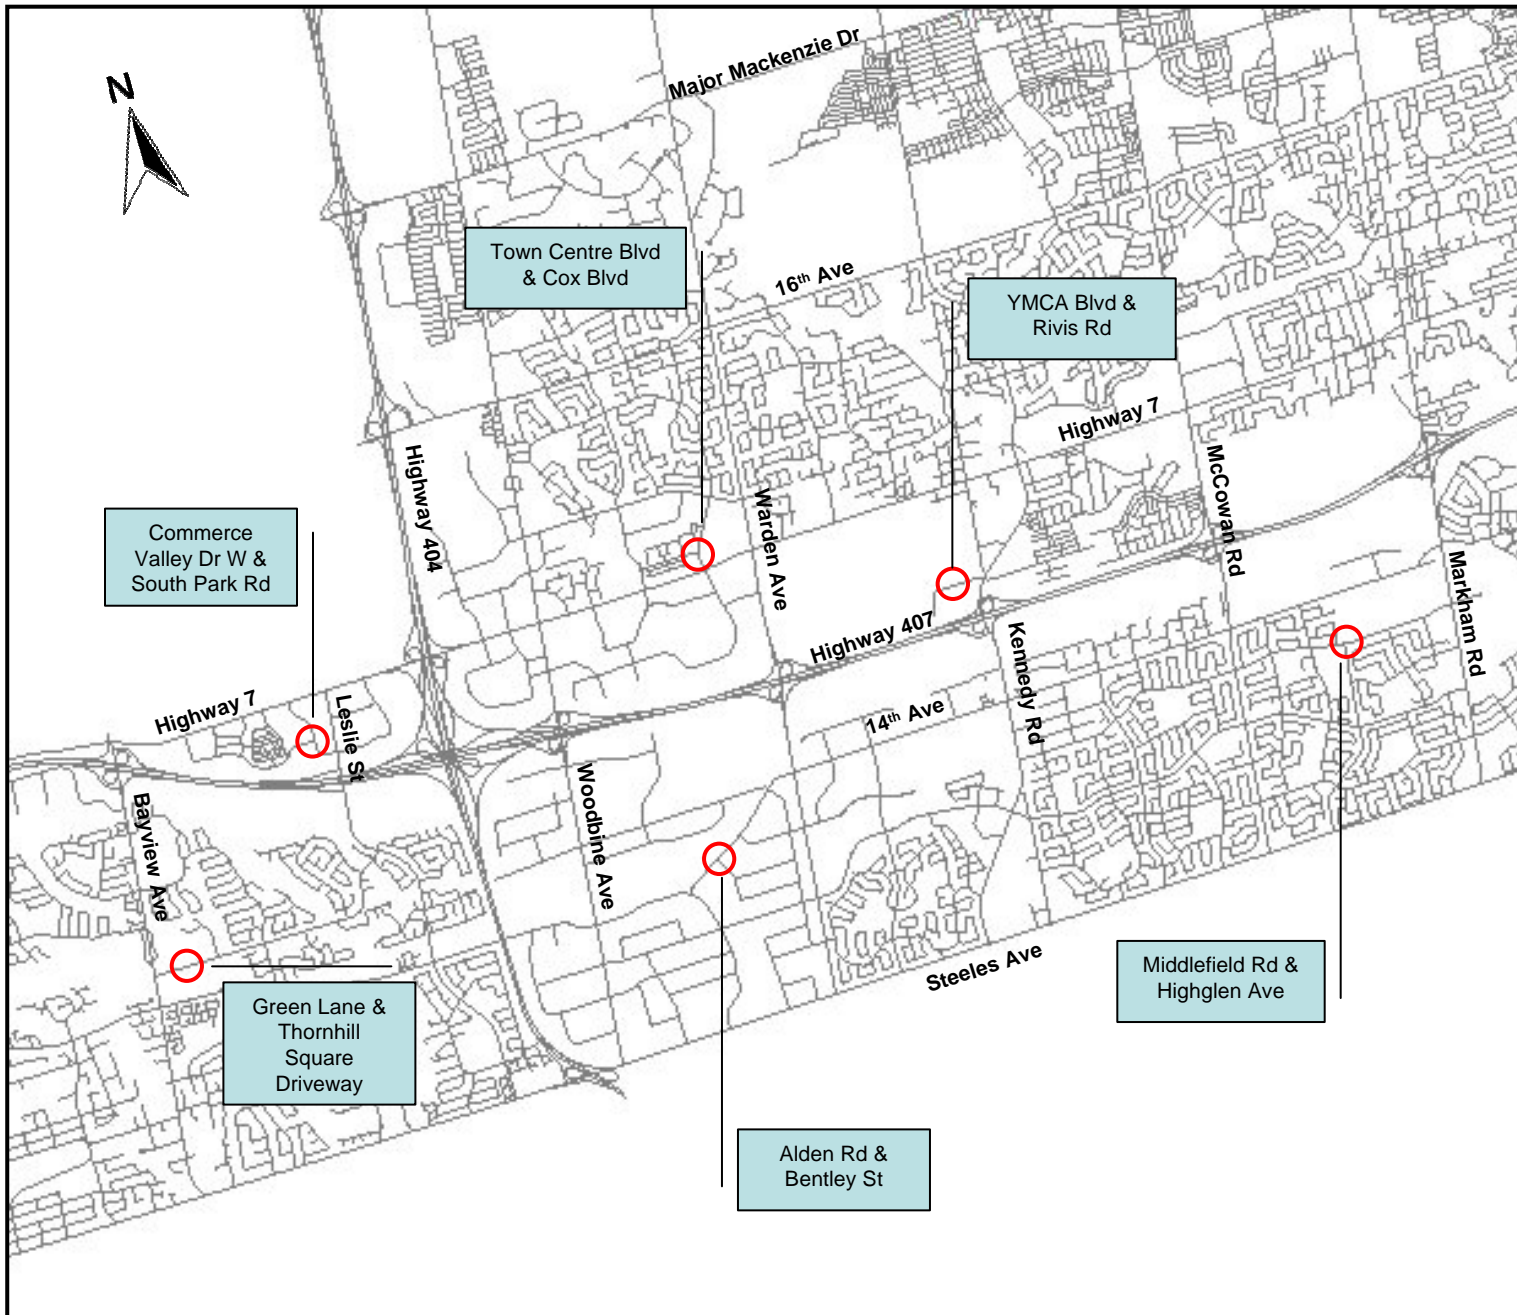 N
Major Mackenzie Dr
Town Centre Blvd
& Cox Blvd
16th Ave
YMCA Blvd &
Rivis Rd
Highway 7
Highway 404
McCowan Rd
Warden Ave
Commerce
Valley Dr W &
South Park Rd
Markham Rd
Highway 407
Kennedy Rd
Highway 7
Leslie St
14th Ave
Bayview Ave
Woodbine Ave
Steeles Ave
Middlefield Rd &
Highglen Ave
Green Lane &
Thornhill
Square
Driveway
Alden Rd &
Bentley St